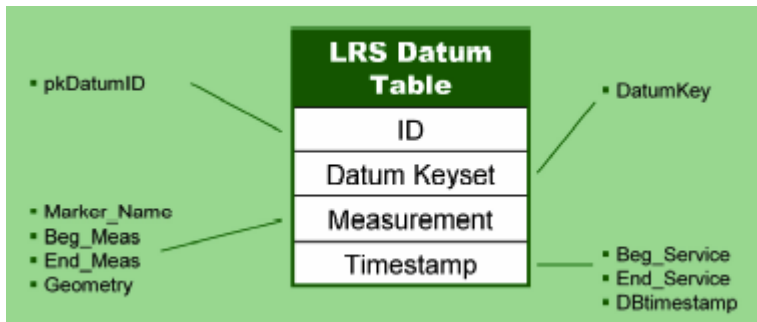 LRS Datum
Table
ID
Datum Keyset
Measurement
Timestamp
▪ pkDatumID
▪ Marker_Name
▪ Beg_Meas
▪ End_Meas
▪ Geometry
▪ DatumKey
▪ Beg_Service
▪ End_Service
▪ DBtimestamp